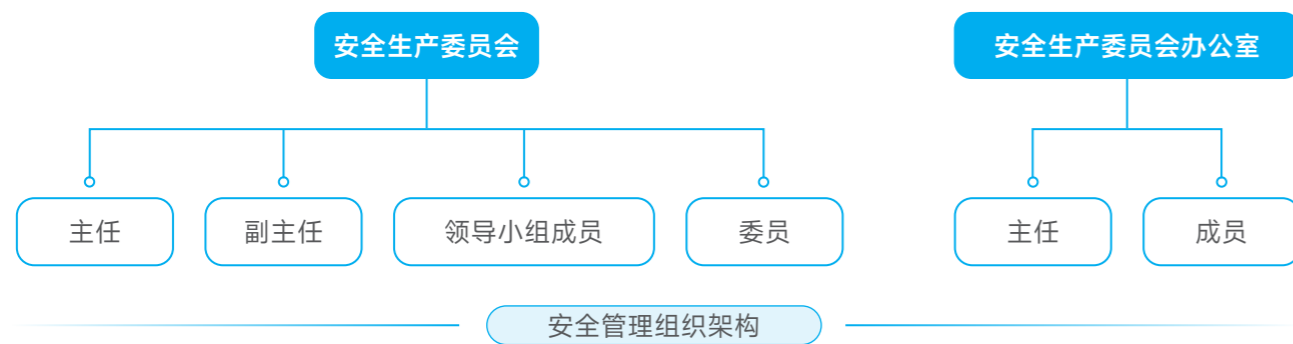 安全生产委员会
安全生产委员会办公室
主任
副主任
领导小组成员
委员
主任
成员
安全管理组织架构